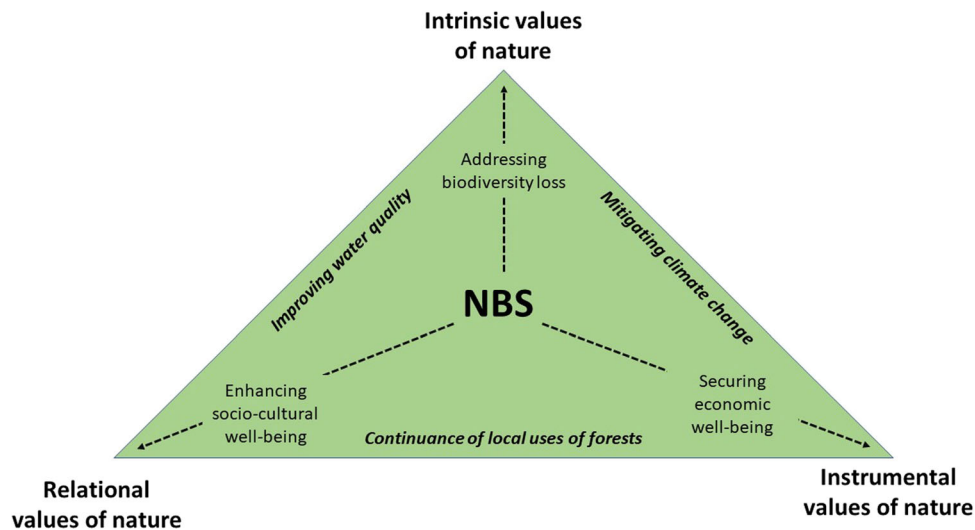 Intrinsic values
of nature
Addressing
biodiversity loss
Improving water quality
Mitigating climate change
NBS
Enhancing
socio-cultural
well-being
Securing
economic
well-being
Continuance of local uses of forests
Relational
values of nature
Instrumental
values of nature